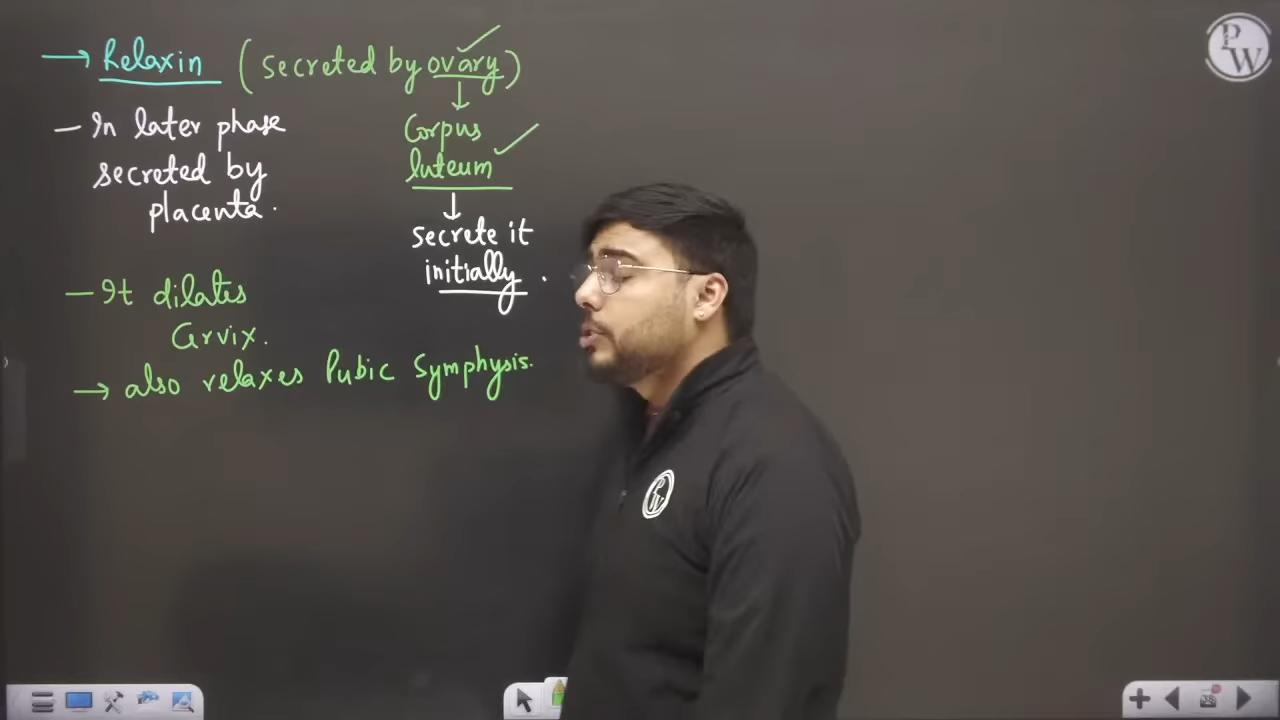 → Relaxin (secreted by ovary)
↓
Corpus
luteum
↓
secrete it
initially.
- In later phase
secreted by
placenta.
- It dilates
Cervix.
→ also relaxes Pubic Symphysis.
PW
PW